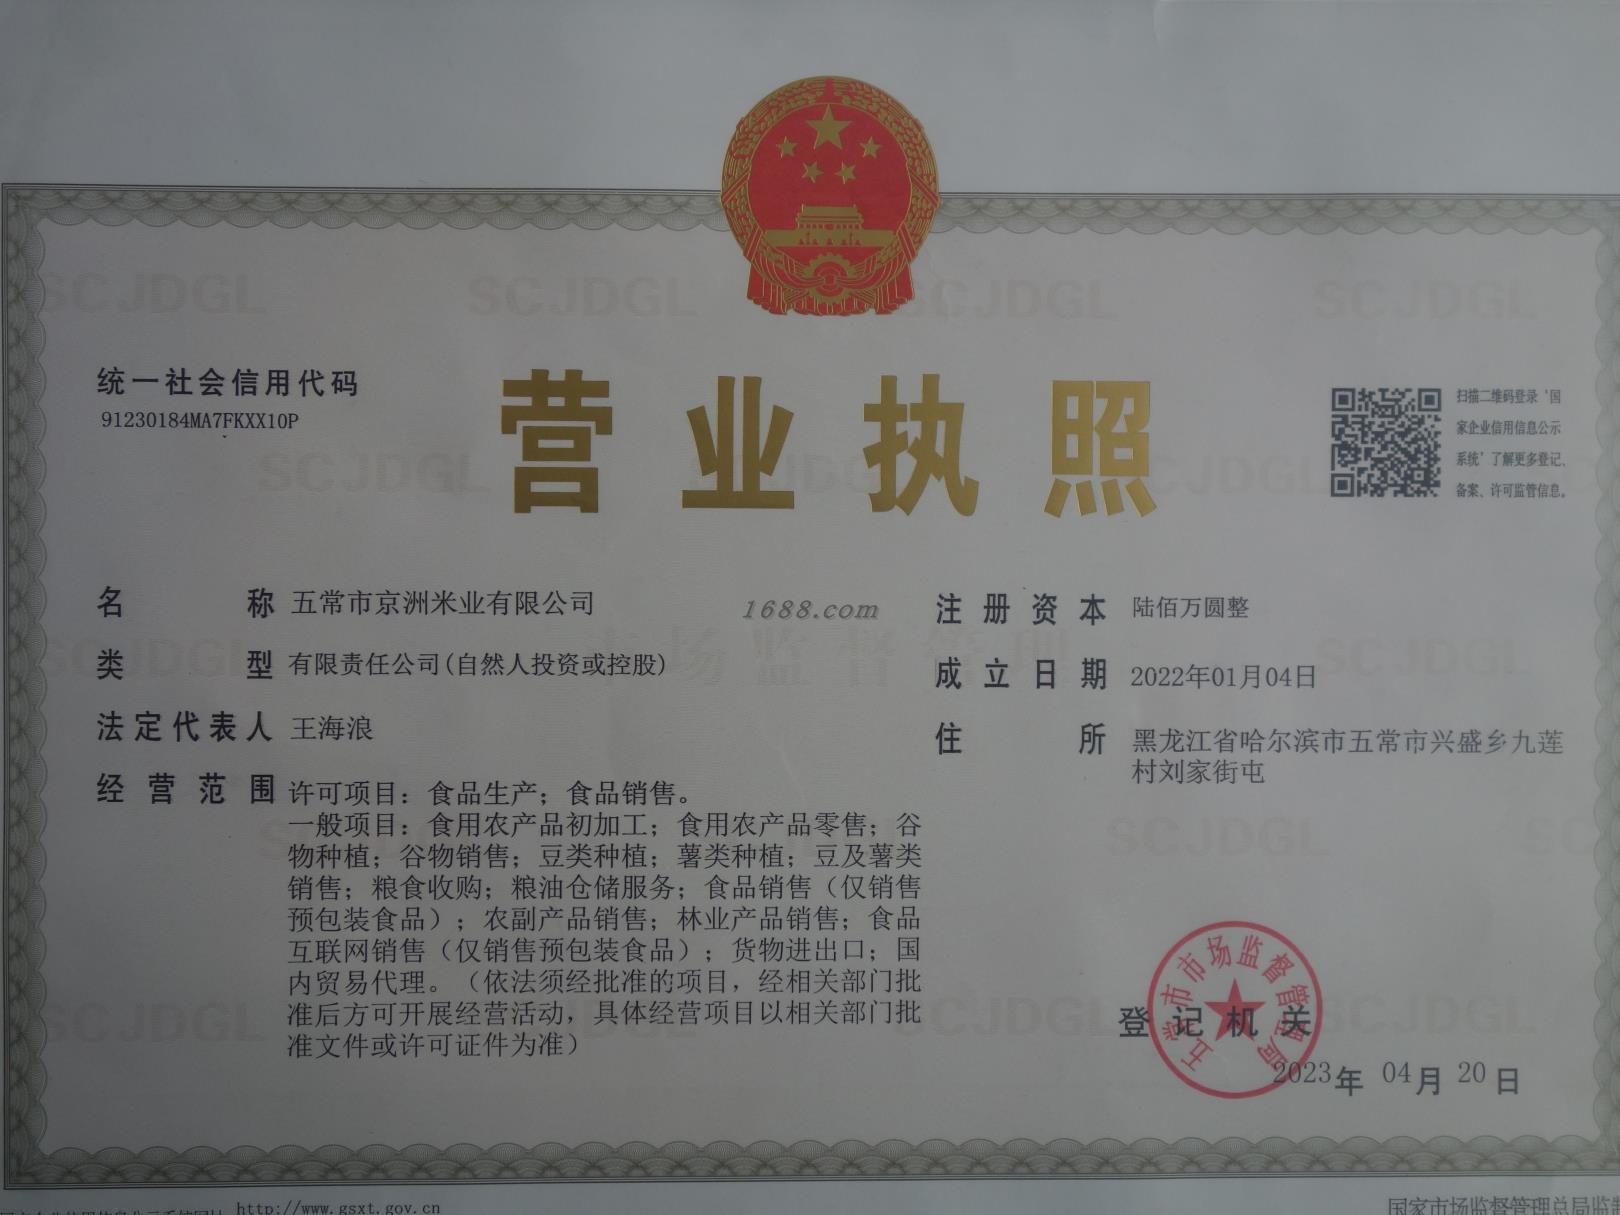 统一社会信用代码
91230184MA7FKXX10P
营业执照
扫描二维码登录‘国
家企业信用信息公示
系统’了解更多登记、
备案、许可监管信息。
名称 五常市京洲米业有限公司
类型 有限责任公司(自然人投资或控股)
法定代表人 王海浪
经营范围 许可项目：食品生产；食品销售。
一般项目：食用农产品初加工；食用农产品零售；谷
物种植；谷物销售；豆类种植；薯类种植；豆及薯类
销售；粮食收购；粮油仓储服务；食品销售（仅销售
预包装食品）；农副产品销售；林业产品销售；食品
互联网销售（仅销售预包装食品）；货物进出口；国
内贸易代理。（依法须经批准的项目，经相关部门批
准后方可开展经营活动，具体经营项目以相关部门批
准文件或许可证件为准）
1688.com
注册资本 陆佰万圆整
成立日期 2022年01月04日
住所 黑龙江省哈尔滨市五常市兴盛乡九莲
村刘家街屯
五常市市场监督管理局
登记机关
2023年 04月 20日
http://www.gsxt.gov.cn
国家市场监督管理总局监制
SCJDGL
市场监督管理